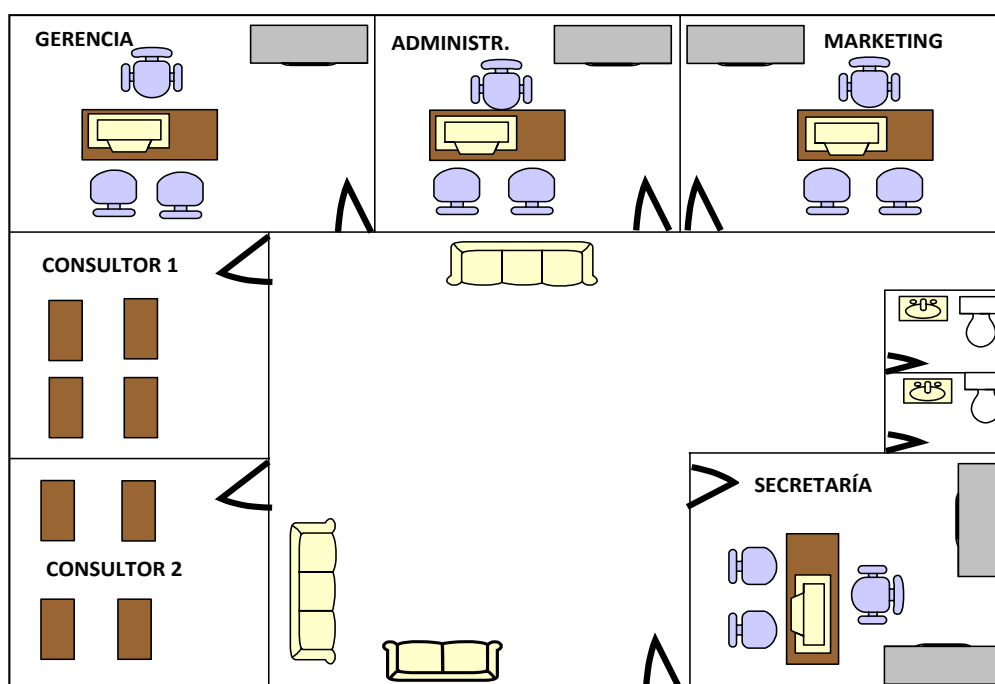 GERENCIA
ADMINISTR.
MARKETING
CONSULTOR 1
SECRETARÍA
CONSULTOR 2